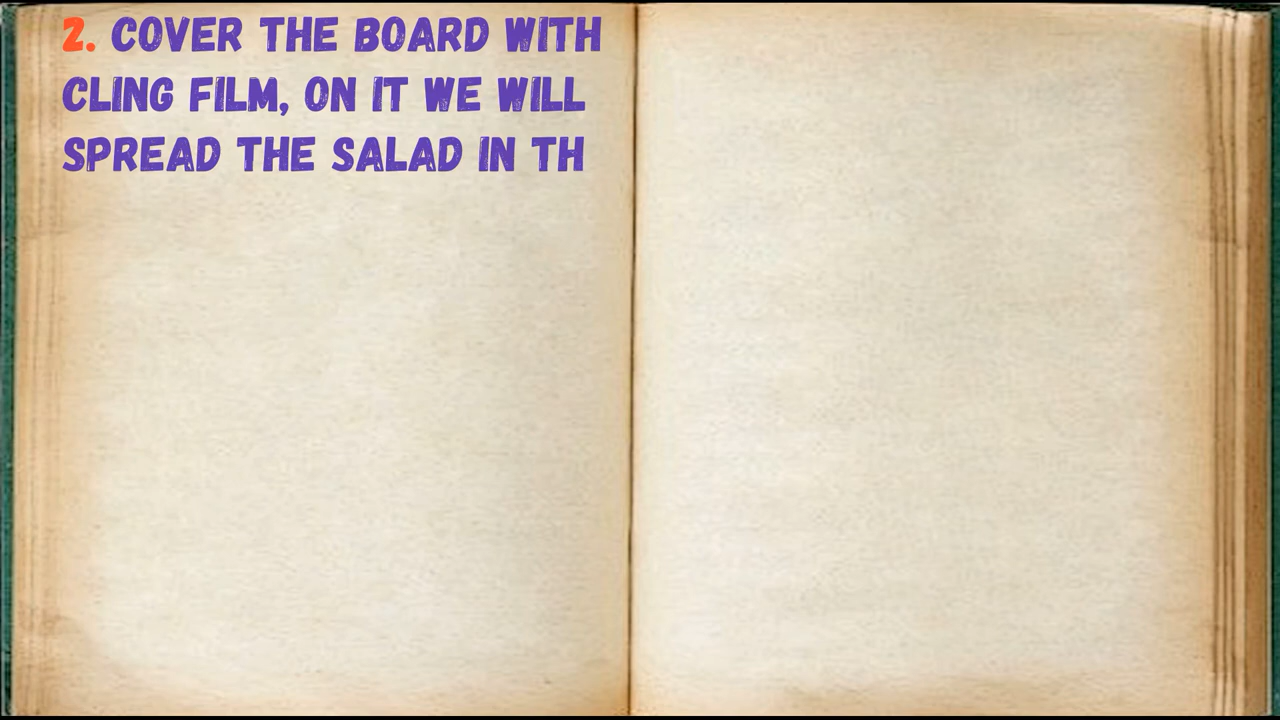 2. COVER THE BOARD WITH
CLING FILM, ON IT WE WILL
SPREAD THE SALAD IN TH